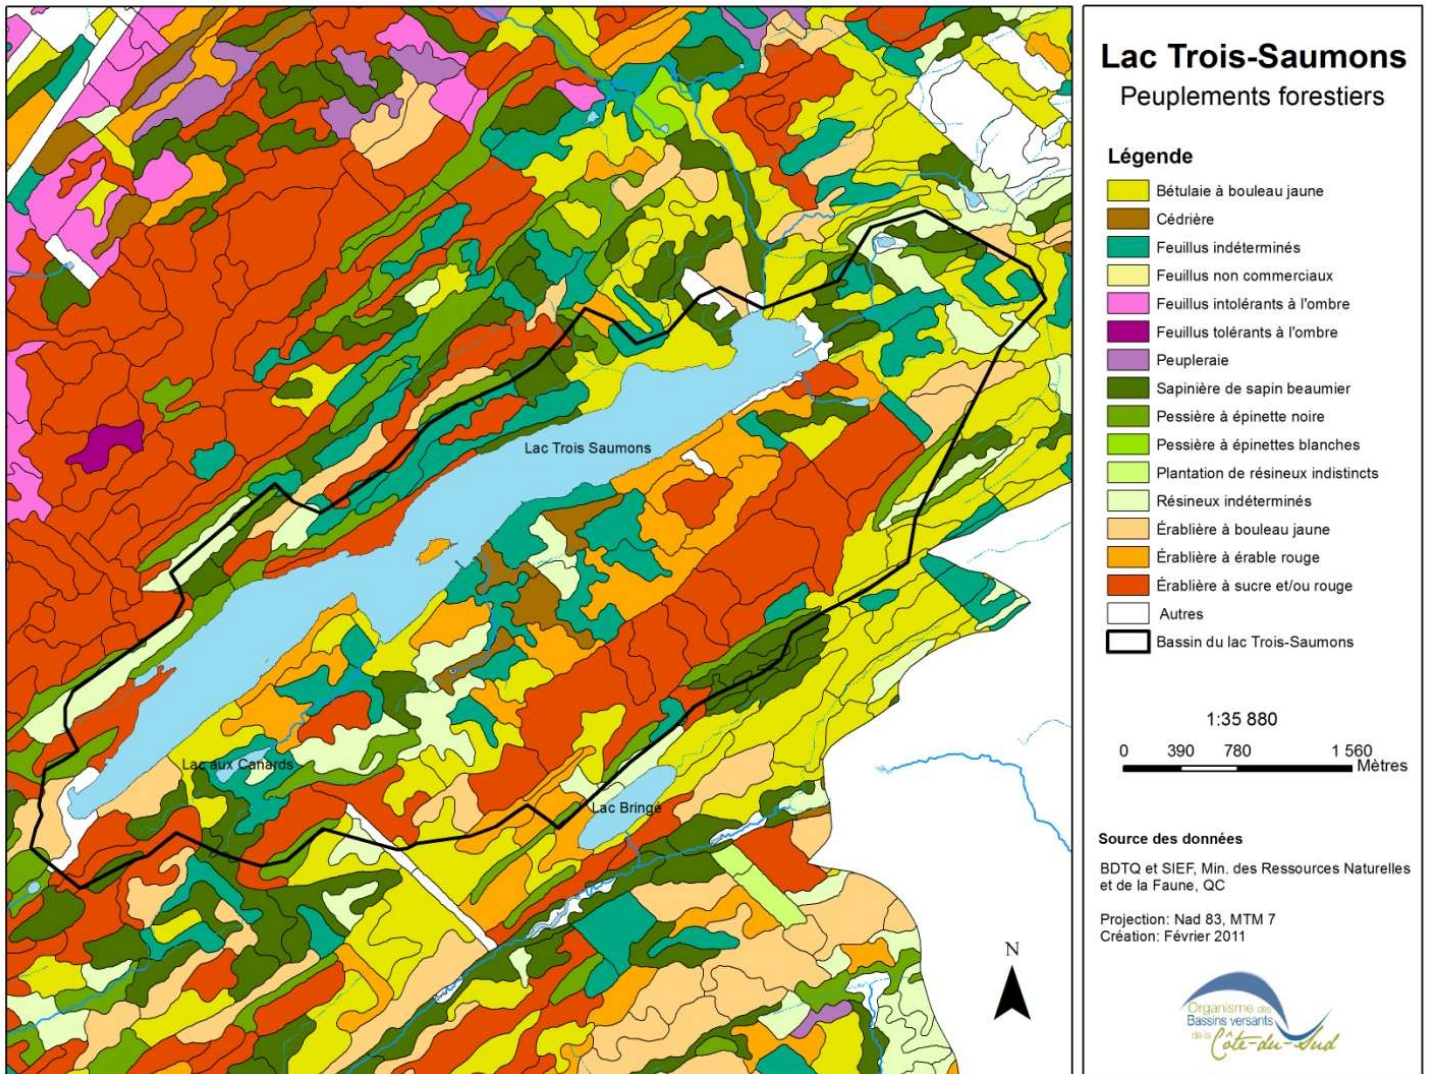 Lac Trois-Saumons
Peuplements forestiers
Légende
Bétulaie à bouleau jaune
Cédrière
Feuillus indéterminés
Feuillus non commerciaux
Feuillus intolérants à l'ombre
Feuillus tolérants à l'ombre
Peupleraie
Sapinière de sapin beaumier
Pessière à épinette noire
Pessière à épinettes blanches
Plantation de résineux indistincts
Résineux indéterminés
Érablière à bouleau jaune
Érablière à érable rouge
Érablière à sucre et/ou rouge
Autres
Bassin du lac Trois-Saumons
1:35 880
0 390 780 1 560
Mètres
Source des données
BDTQ et SIEF, Min. des Ressources Naturelles
et de la Faune, QC
Projection: Nad 83, MTM 7
Création: Février 2011
Organisme des
Bassins versants
de la Côte-du-Sud
Lac Trois Saumons
Lac aux Canards
Lac Bringé
N